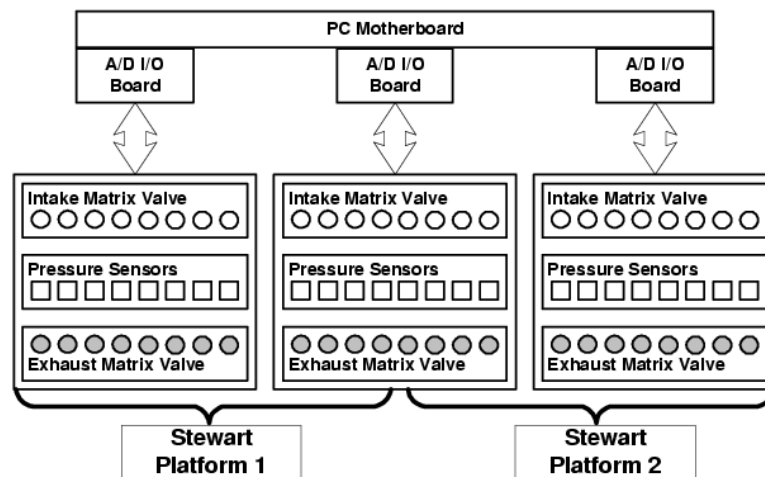 PC Motherboard
A/D I/O
Board
A/D I/O
Board
A/D I/O
Board
Intake Matrix Valve
Pressure Sensors
Exhaust Matrix Valve
Intake Matrix Valve
Pressure Sensors
Exhaust Matrix Valve
Intake Matrix Valve
Pressure Sensors
Exhaust Matrix Valve
Stewart
Platform 1
Stewart
Platform 2